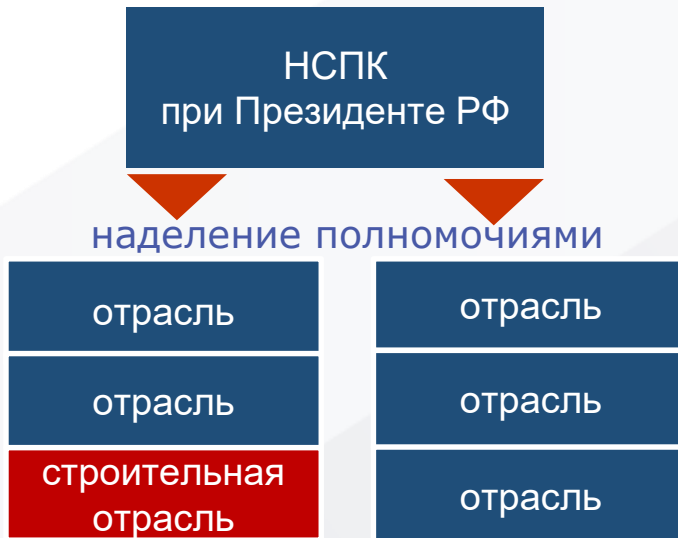 НСПК
при Президенте РФ
наделение полномочиями
отрасль
отрасль
строительная
отрасль
отрасль
отрасль
отрасль